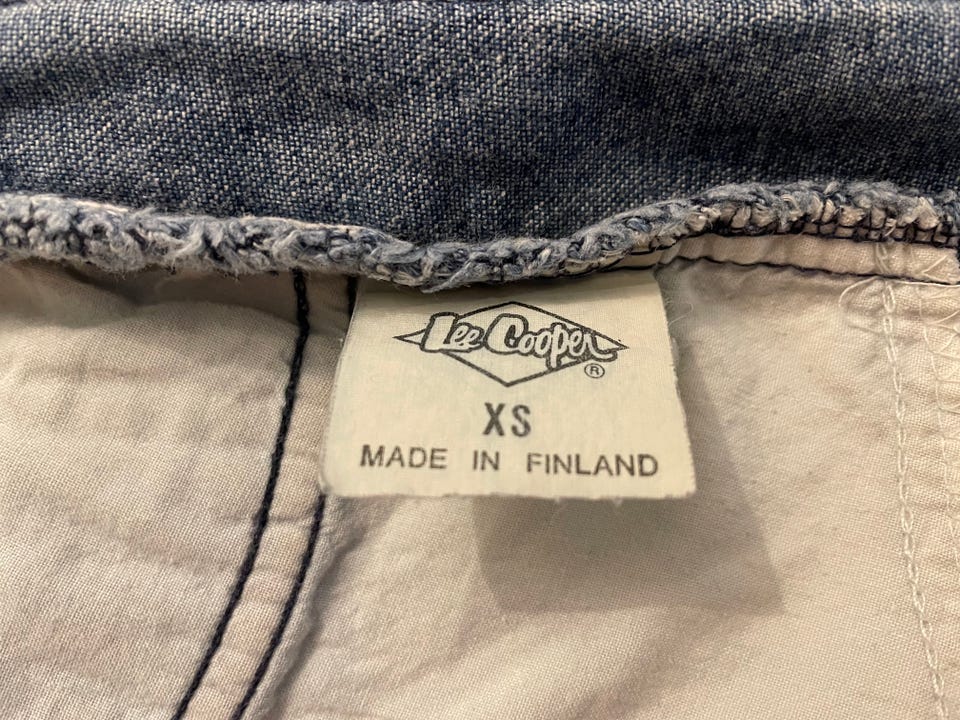 Lee Cooper
®
XS
MADE IN FINLAND